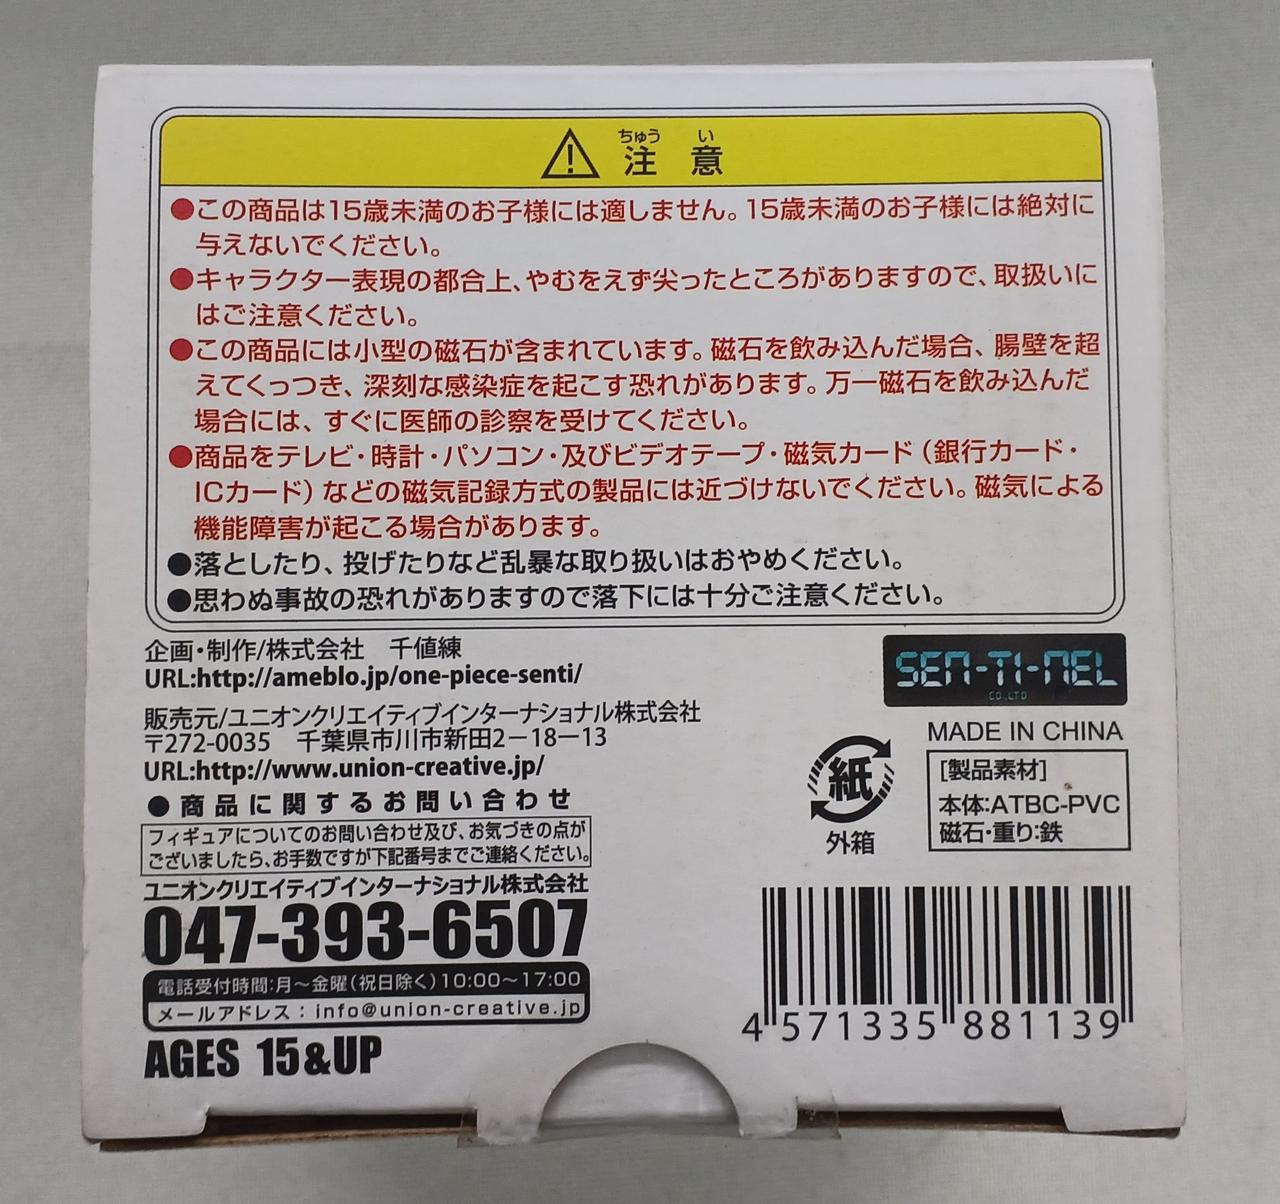 ちゅう い
注 意
●この商品は15歳未満のお子様には適しません。15歳未満のお子様には絶対に
与えないでください。
●キャラクター表現の都合上、やむをえず尖ったところがありますので、取扱いに
はご注意ください。
●この商品には小型の磁石が含まれています。磁石を飲み込んだ場合、腸壁を超
えてくっつき、深刻な感染症を起こす恐れがあります。万一磁石を飲み込んだ
場合には、すぐに医師の診察を受けてください。
●商品をテレビ・時計・パソコン・及びビデオテープ・磁気カード（銀行カード・
ICカード）などの磁気記録方式の製品には近づけないでください。磁気による
機能障害が起こる場合があります。
●落としたり、投げたりなど乱暴な取り扱いはおやめください。
●思わぬ事故の恐れがありますので落下には十分ご注意ください。
企画・制作/株式会社　千値練
URL:http://ameblo.jp/one-piece-senti/
販売元/ユニオンクリエイティブインターナショナル株式会社
〒272-0035　千葉県市川市新田2－18－13
URL:http://www.union-creative.jp/
●商品に関するお問い合わせ
フィギュアについてのお問い合わせ及び、お気づきの点が
ございましたら、お手数ですが下記番号までご連絡ください。
ユニオンクリエイティブインターナショナル株式会社
047-393-6507
電話受付時間：月～金曜（祝日除く）10:00～17:00
メールアドレス：info@union-creative.jp
AGES 15&UP
SEN-TI-NEL
CO.,LTD
MADE IN CHINA
紙
外箱
[製品素材]
本体:ATBC-PVC
磁石・重り:鉄
4 571335 881139